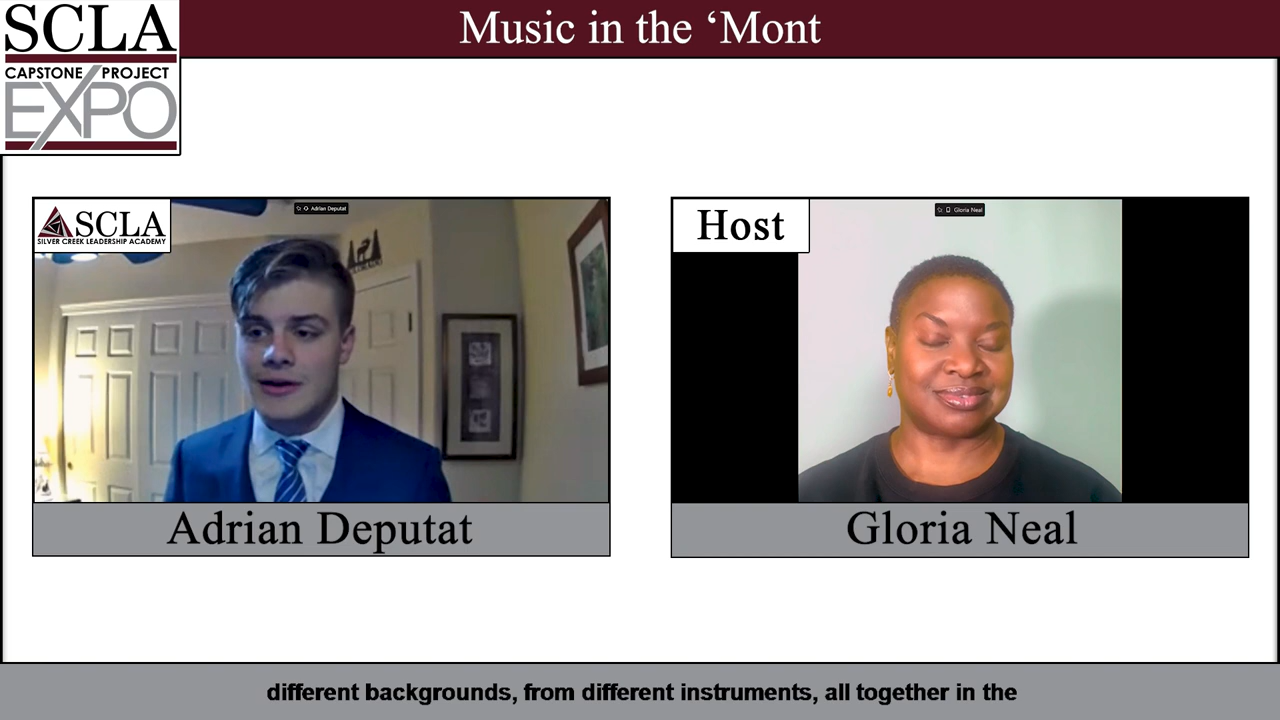 SCLA
CAPSTONE PROJECT
EXPO
Music in the ‘Mont
SCLA
SILVER CREEK LEADERSHIP ACADEMY
Adrian Deputat
Host
Gloria Neal
Adrian Deputat
Gloria Neal
different backgrounds, from different instruments, all together in the